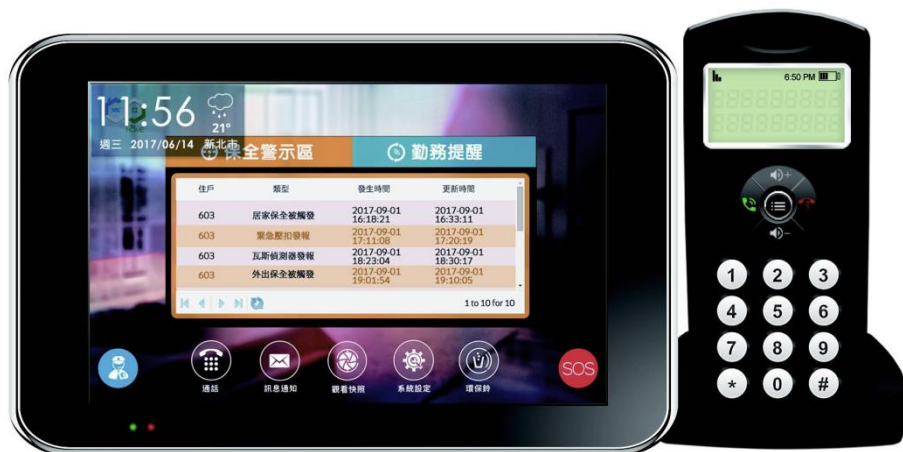 11:56
21°
週三 2017/06/14 新北市
保全警示區
勤務提醒
住戶 類型 發生時間 更新時間
603 居家保全被觸發 2017-09-01 16:18:21 2017-09-01 16:33:11
603 緊急壓扣發報 2017-09-01 17:11:08 2017-09-01 17:20:19
603 瓦斯偵測器發報 2017-09-01 18:23:04 2017-09-01 18:30:17
603 外出保全被觸發 2017-09-01 19:01:54 2017-09-01 19:10:05
1 to 10 for 10
通話 訊息通知 觀看快照 系統設定 環保鈴
SOS
6:50 PM
1 2 3
4 5 6
7 8 9
* 0 #